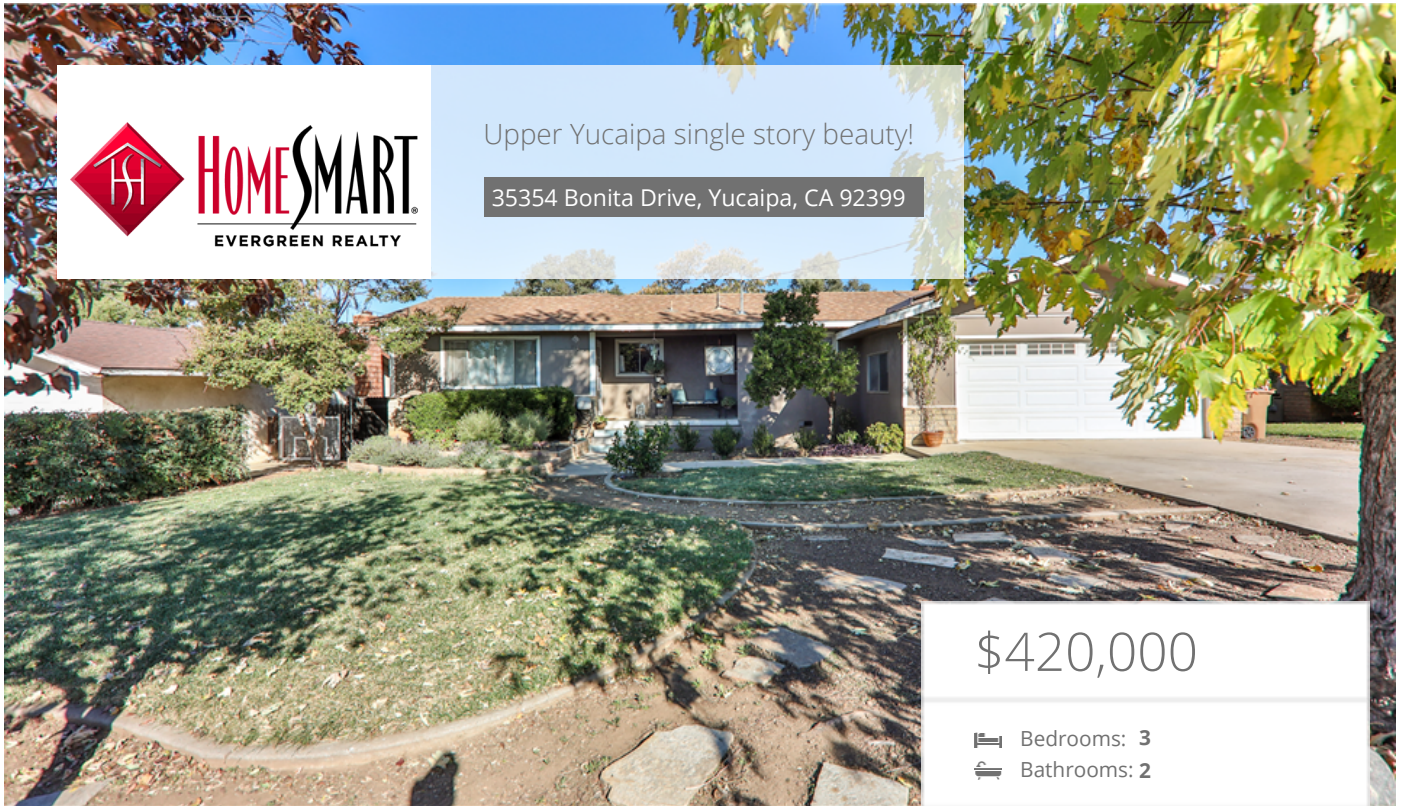 HOMESMART®
EVERGREEN REALTY
Upper Yucaipa single story beauty!
35354 Bonita Drive, Yucaipa, CA 92399
$420,000
Bedrooms: 3
Bathrooms: 2